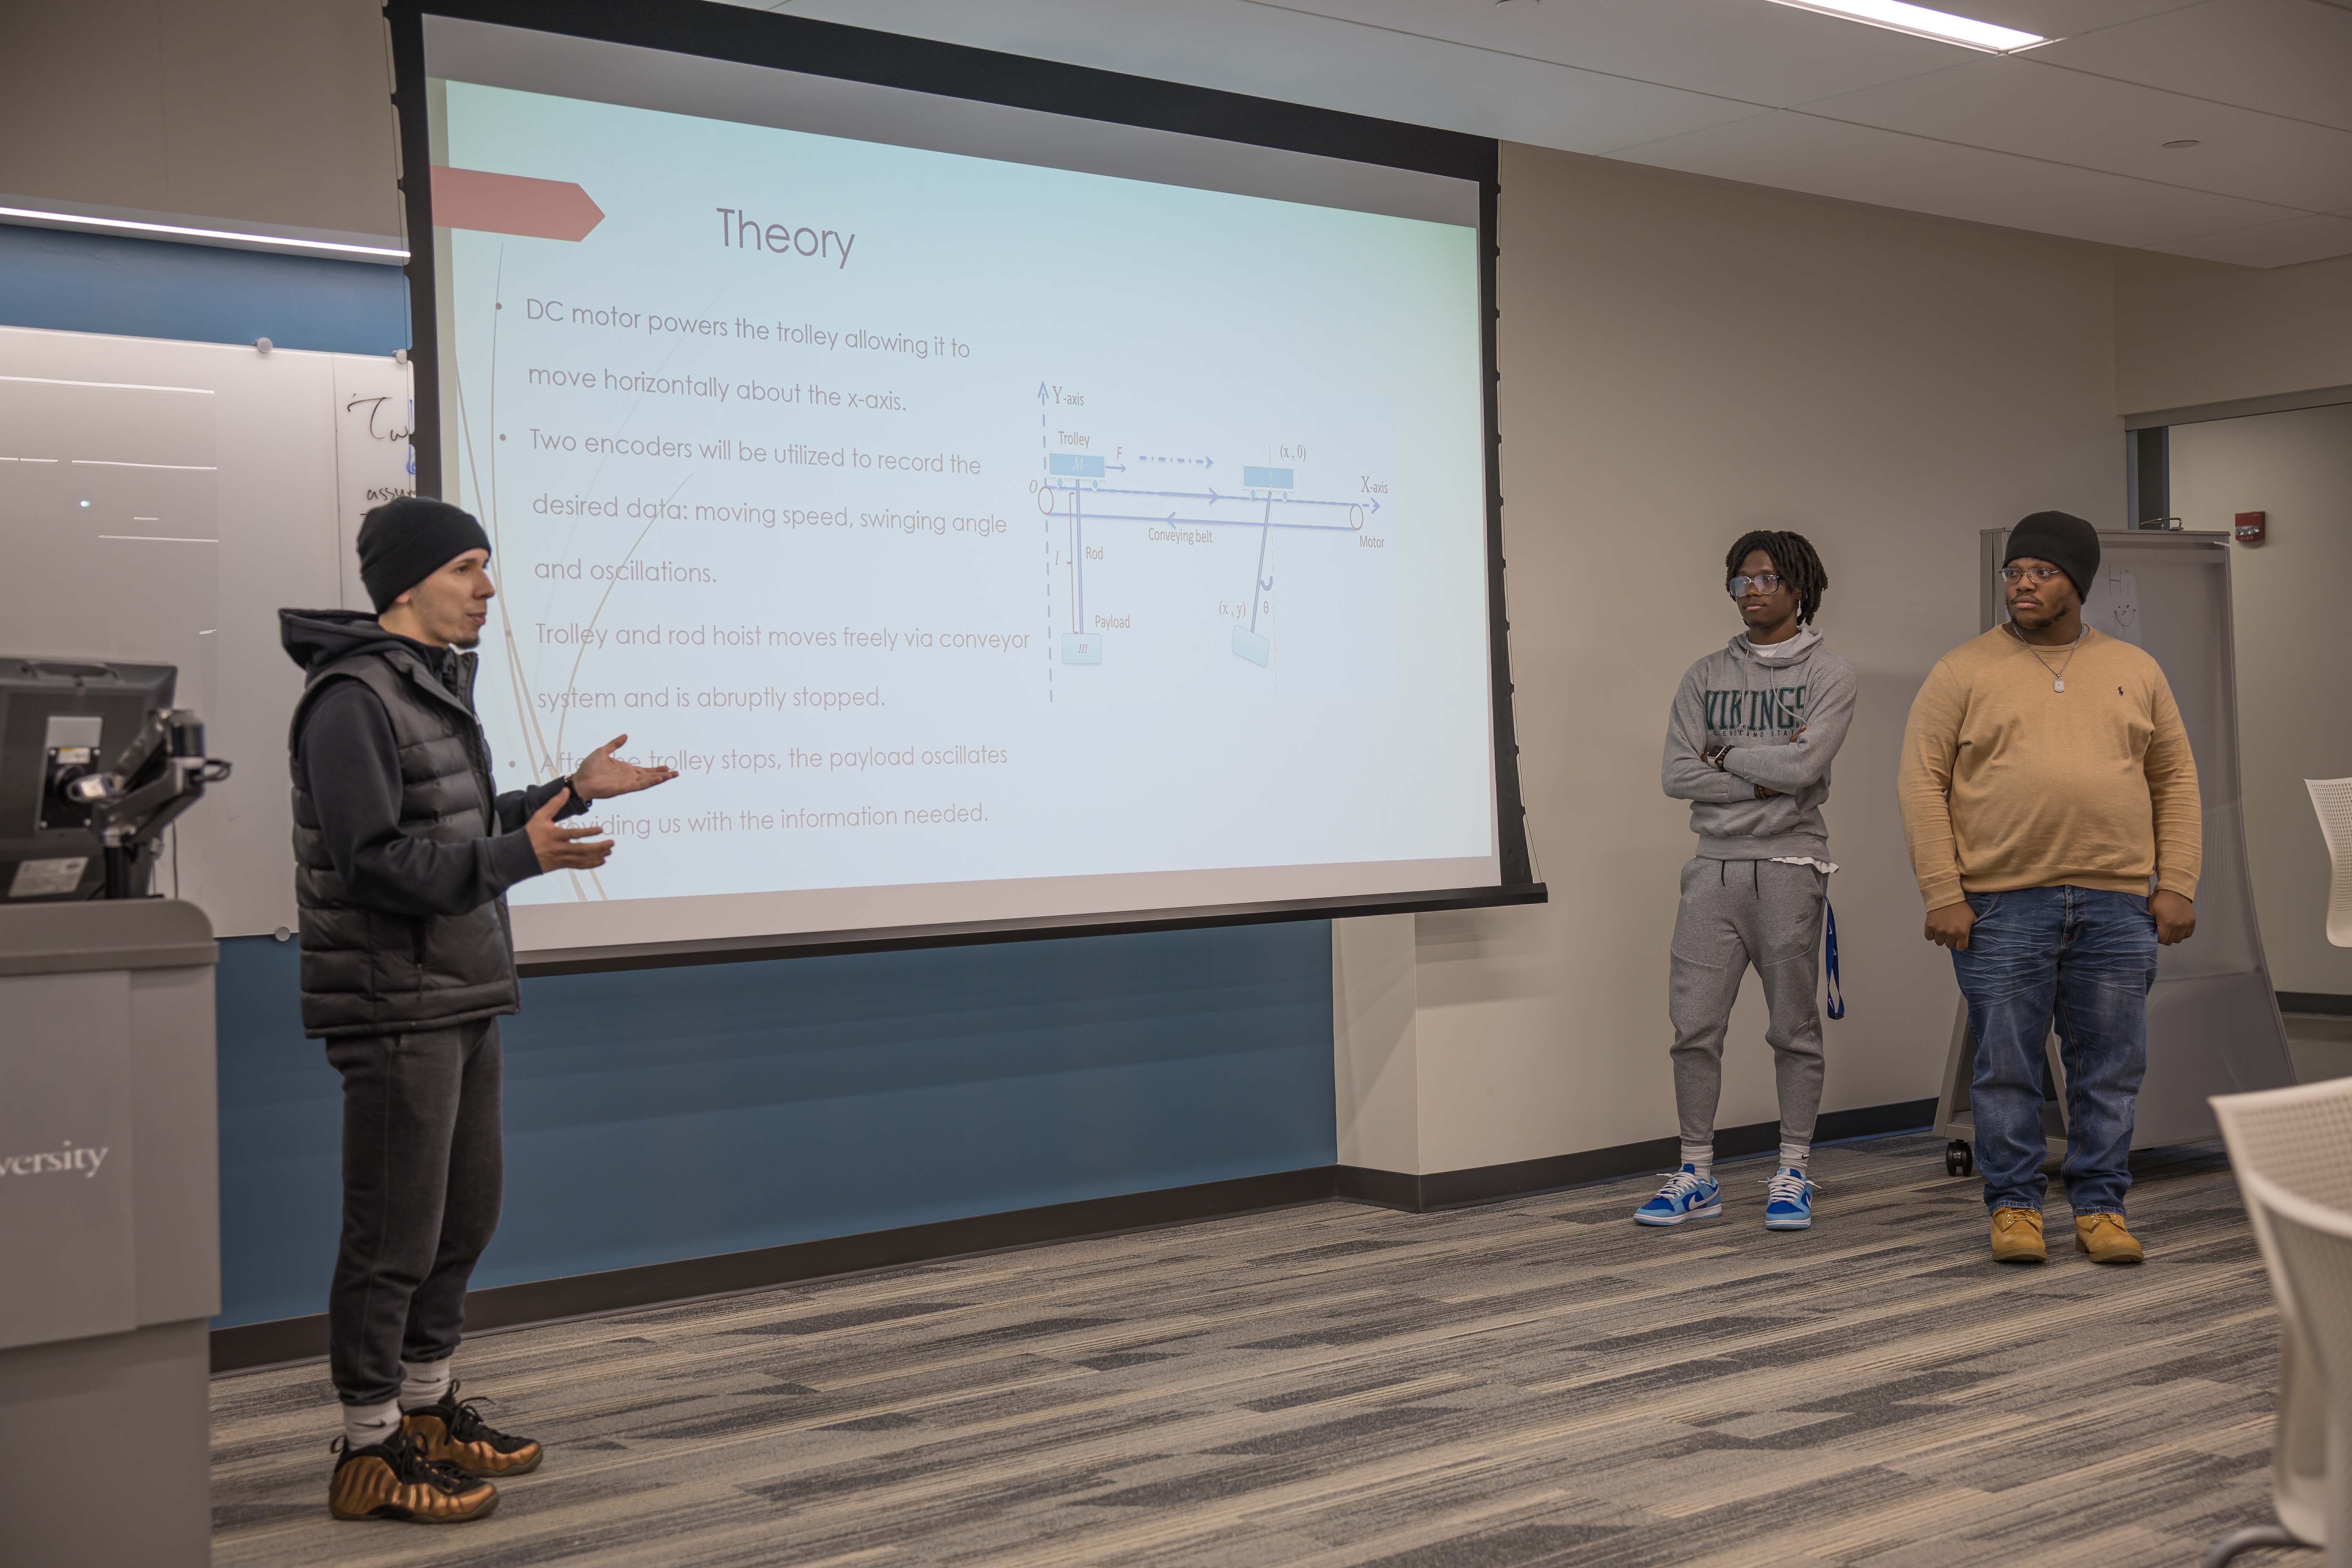 Theory
DC motor powers the trolley allowing it to
move horizontally about the x-axis.
Two encoders will be utilized to record the
desired data: moving speed, swinging angle
and oscillations.
Trolley and rod hoist moves freely via conveyor
system and is abruptly stopped.
trolley stops, the payload oscillates
us with the information needed.
Y-axis
Trolley
M
F
(x , 0)
O
X-axis
Conveying belt
Motor
l
Rod
(x , y)
θ
Payload
m
VIKINGS
versity
H